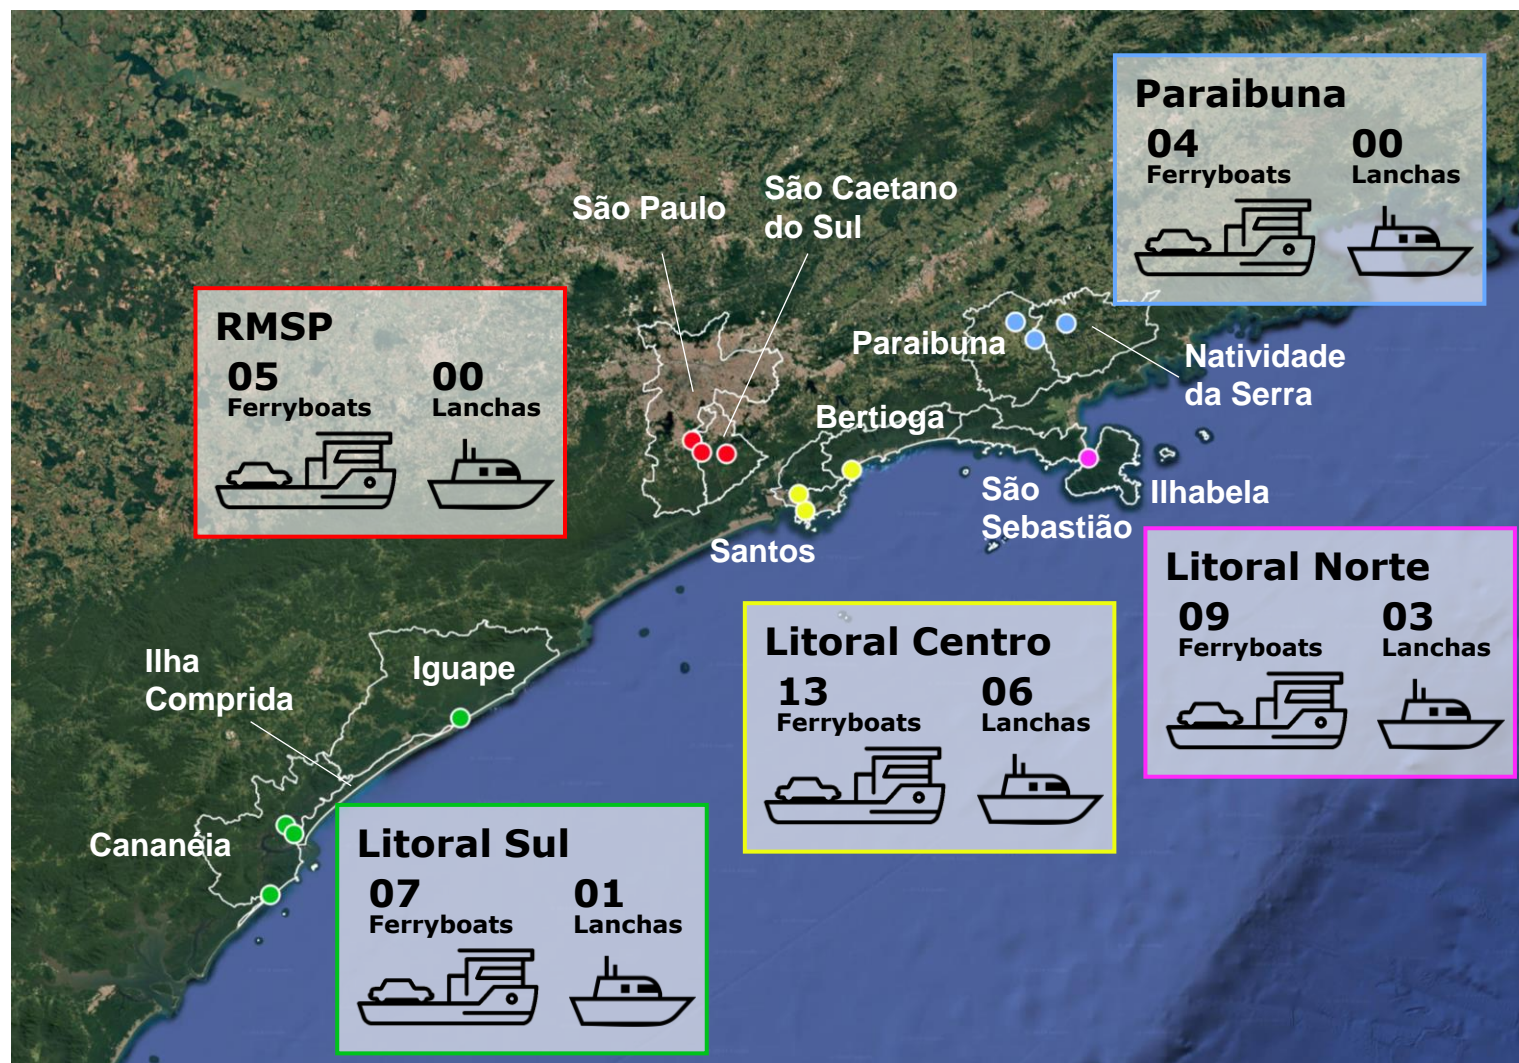 Paraibuna
04
Ferryboats
00
Lanchas
São Caetano
do Sul
São Paulo
RMSP
05
Ferryboats
00
Lanchas
Paraibuna
Natividade
da Serra
Bertioga
São
Sebastião
Ilhabela
Santos
Litoral Norte
09
Ferryboats
03
Lanchas
Litoral Centro
13
Ferryboats
06
Lanchas
Ilha
Comprida
Iguape
Cananéia
Litoral Sul
07
Ferryboats
01
Lanchas